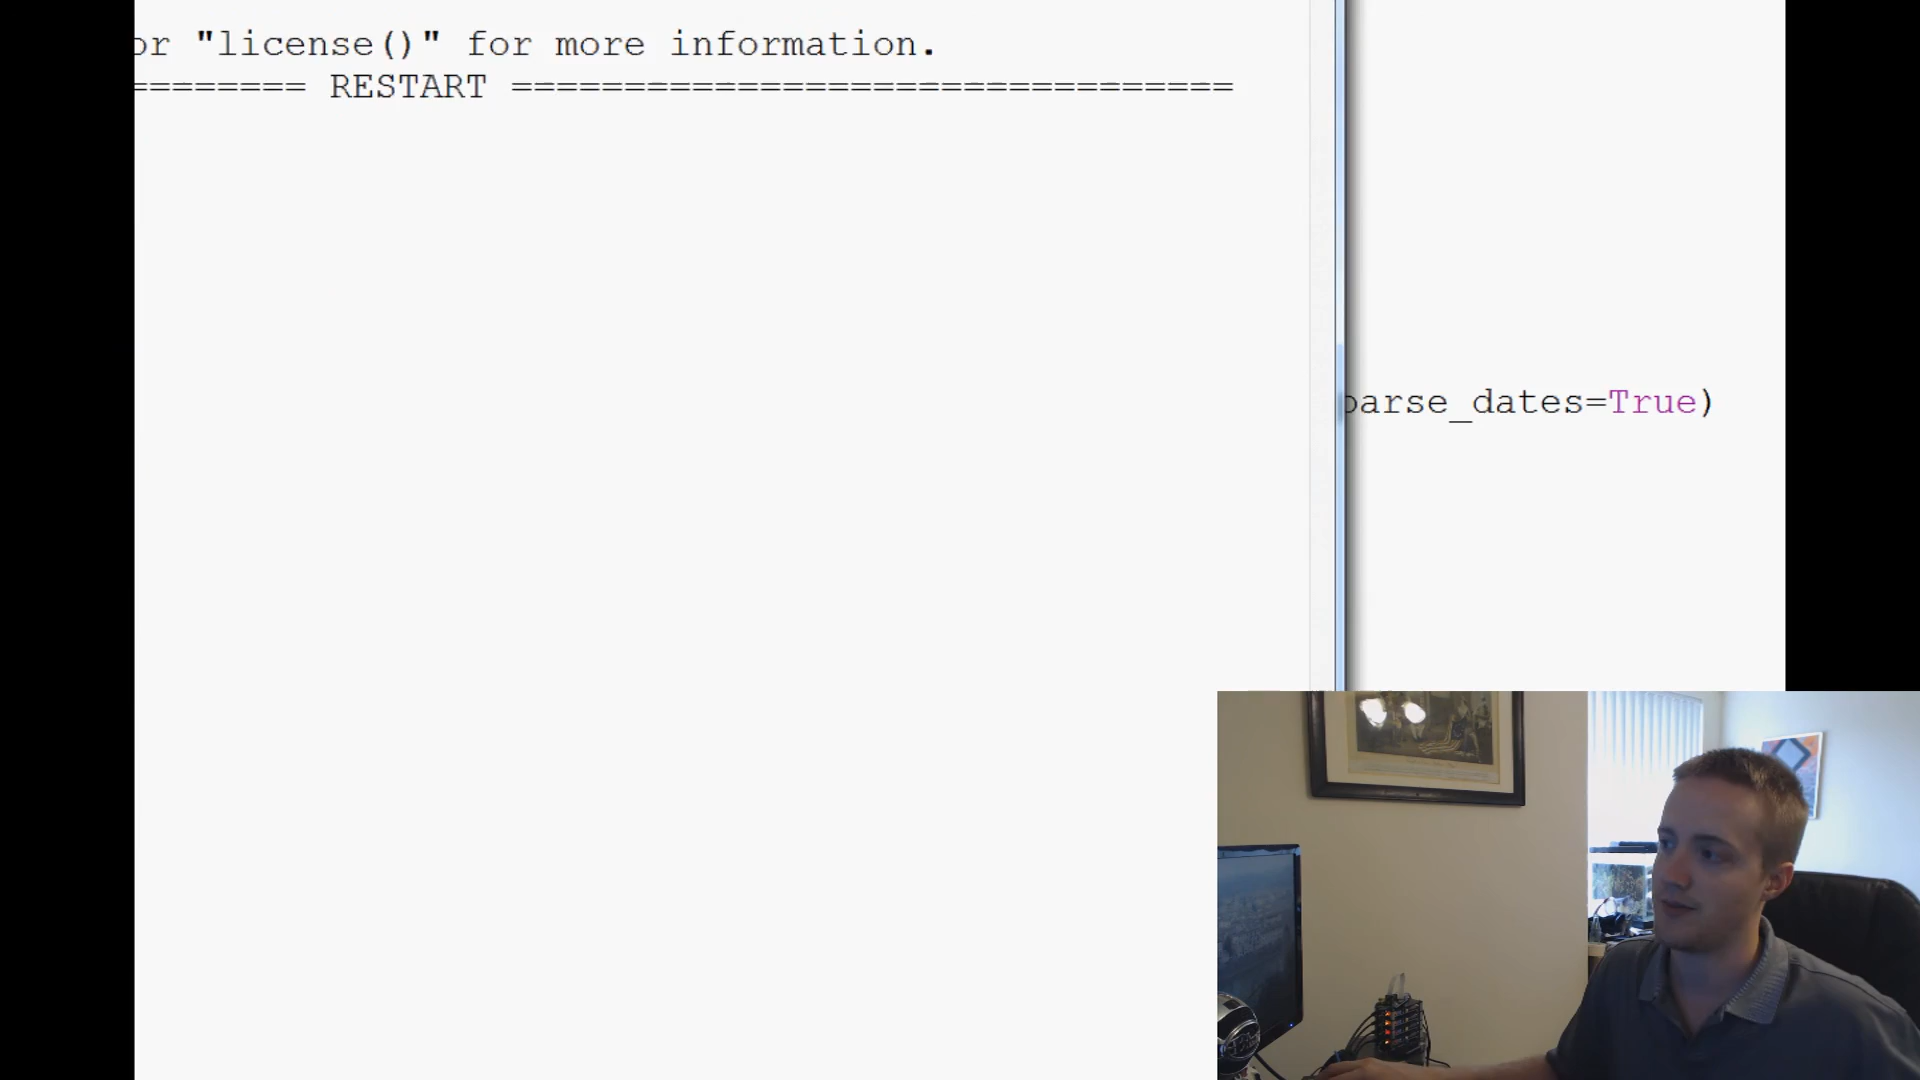 or "license()" for more information.
======== RESTART ================================
parse_dates=True)